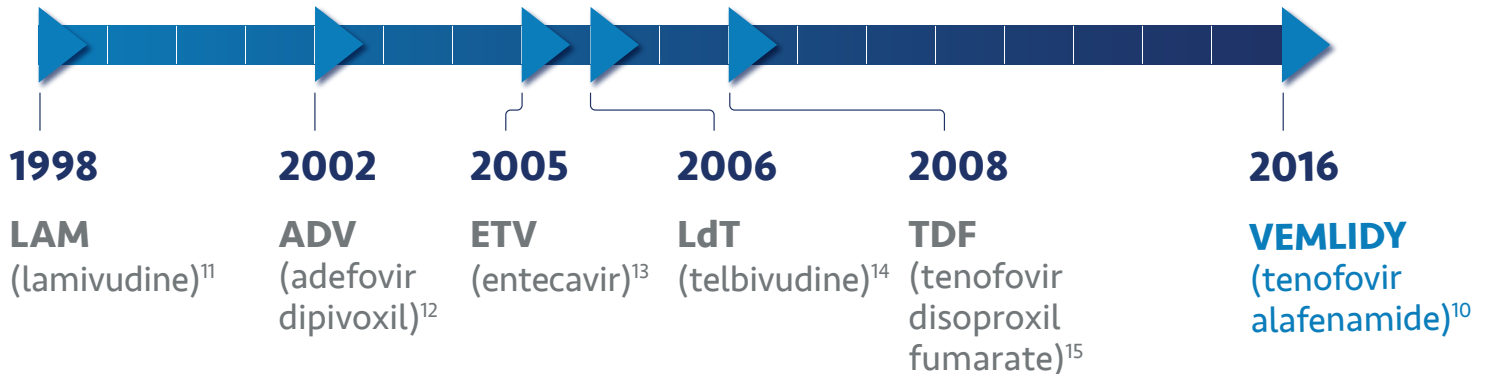 1998
LAM
(lamivudine)¹¹
2002
ADV
(adefovir
dipivoxil)¹²
2005
ETV
(entecavir)¹³
2006
LdT
(telbivudine)¹⁴
2008
TDF
(tenofovir
disoproxil
fumarate)¹⁵
2016
VEMLIDY
(tenofovir
alafenamide)¹⁰